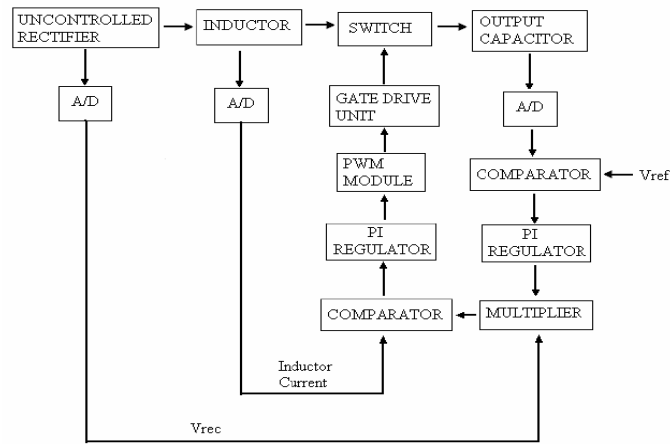 UNCONTROLLED
RECTIFIER
INDUCTOR
SWITCH
OUTPUT
CAPACITOR
A/D
A/D
GATE DRIVE
UNIT
A/D
PWM
MODULE
COMPARATOR
Vref
PI
REGULATOR
PI
REGULATOR
COMPARATOR
MULTIPLIER
Inductor
Current
Vrec